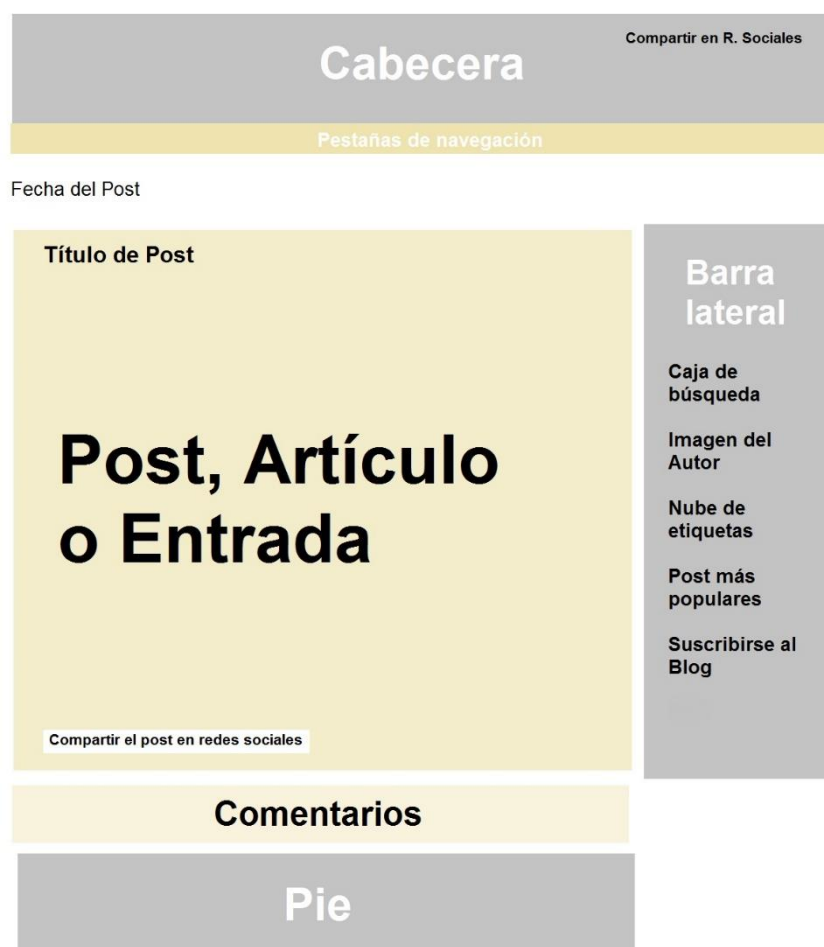 Compartir en R. Sociales
Cabecera
Pestañas de navegación
Fecha del Post
Título de Post
Post, Artículo
o Entrada
Compartir el post en redes sociales
Barra
lateral
Caja de
búsqueda
Imagen del
Autor
Nube de
etiquetas
Post más
populares
Suscribirse al
Blog
Comentarios
Pie